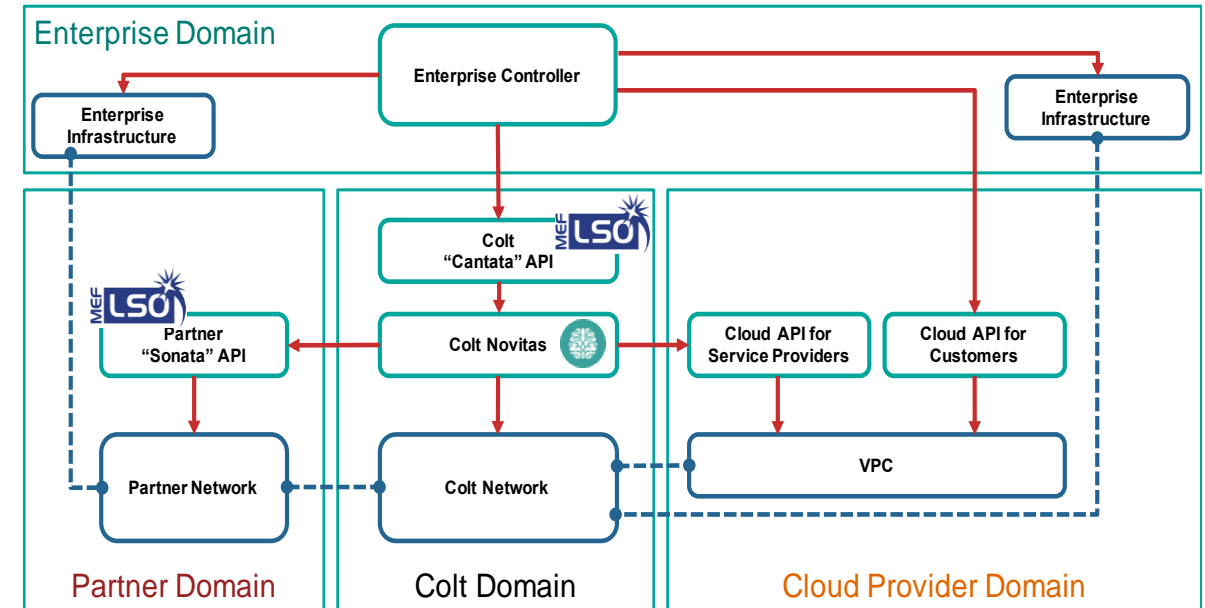 Enterprise Domain
Enterprise Controller
Enterprise
Infrastructure
Enterprise
Infrastructure
MEF
LSO
Colt
“Cantata” API
MEF
LSO
Partner
“Sonata” API
Colt Novitas
Cloud API for
Service Providers
Cloud API for
Customers
Partner Network
Colt Network
VPC
Partner Domain
Colt Domain
Cloud Provider Domain